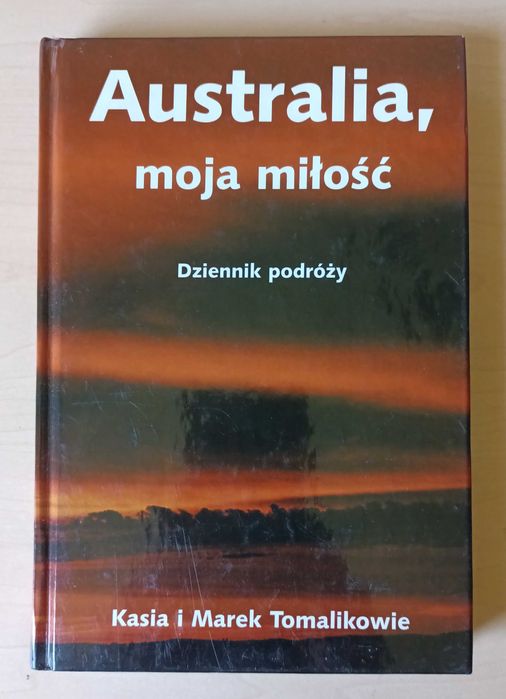 Australia,
moja miłość
Dziennik podróży
Kasia i Marek Tomalikowie